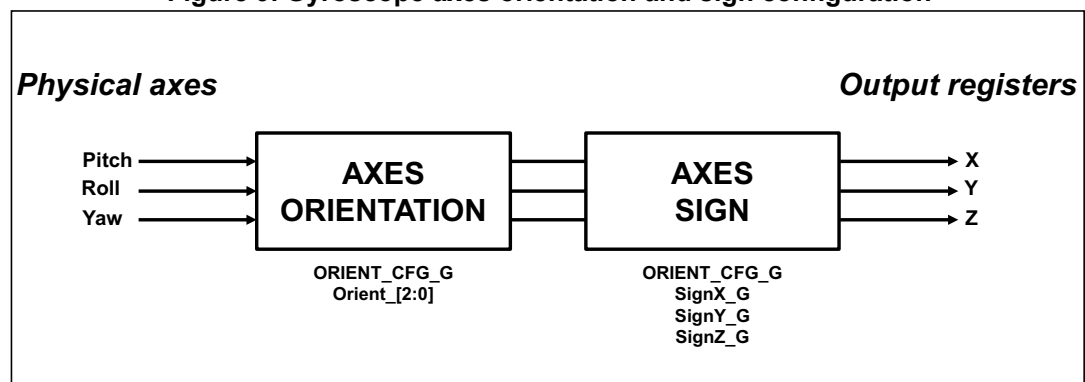 Physical axes
Output registers
Pitch
Roll
Yaw
AXES
ORIENTATION
AXES
SIGN
X
Y
Z
ORIENT_CFG_G
Orient_[2:0]
ORIENT_CFG_G
SignX_G
SignY_G
SignZ_G